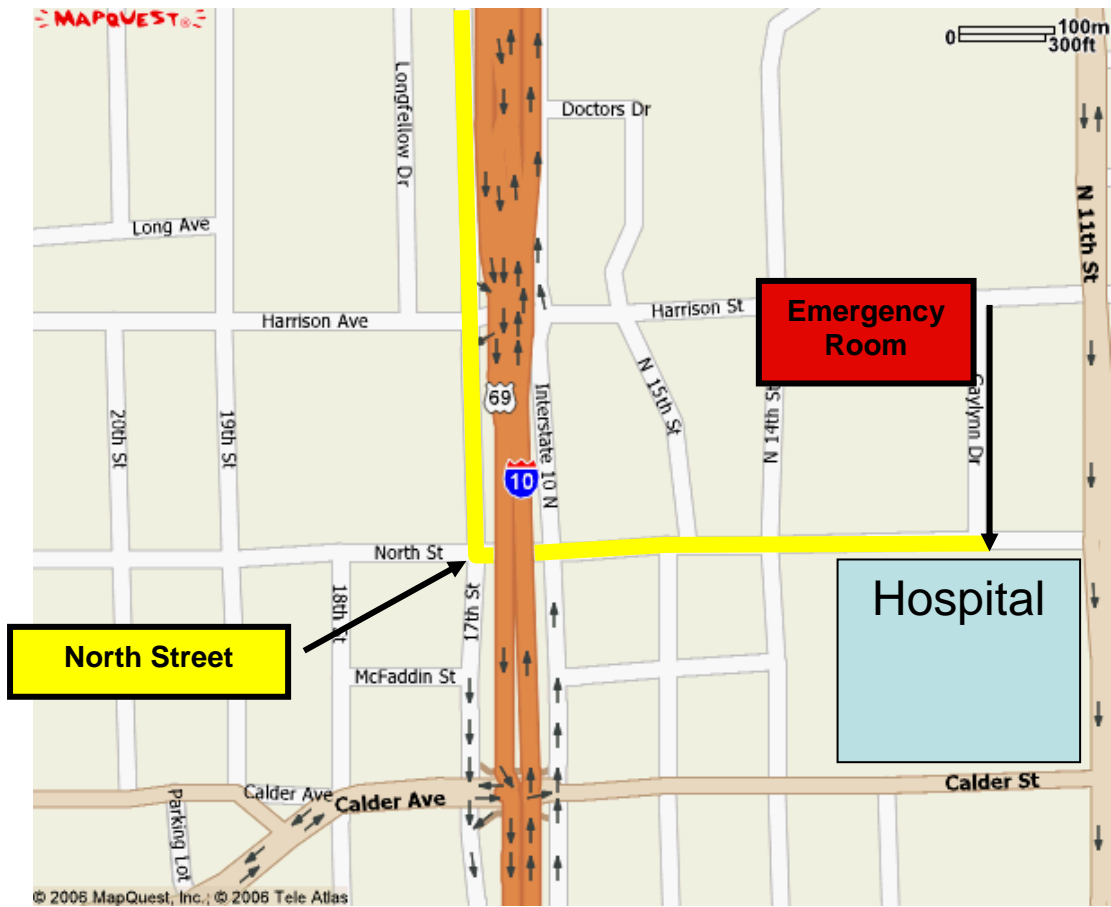 MAPQUEST®
0 100m
300ft
Longfellow Dr
Doctors Dr
N 11th St
Long Ave
Harrison Ave
Harrison St
Emergency
Room
69
Interstate 10 N
N 15th St
N 14th St
Gaylynn Dr
20th St
19th St
10
North St
Hospital
18th St
17th St
North Street
McFaddin St
Calder St
Calder Ave
Calder Ave
Parking Lot
© 2006 MapQuest, Inc.; © 2006 Tele Atlas